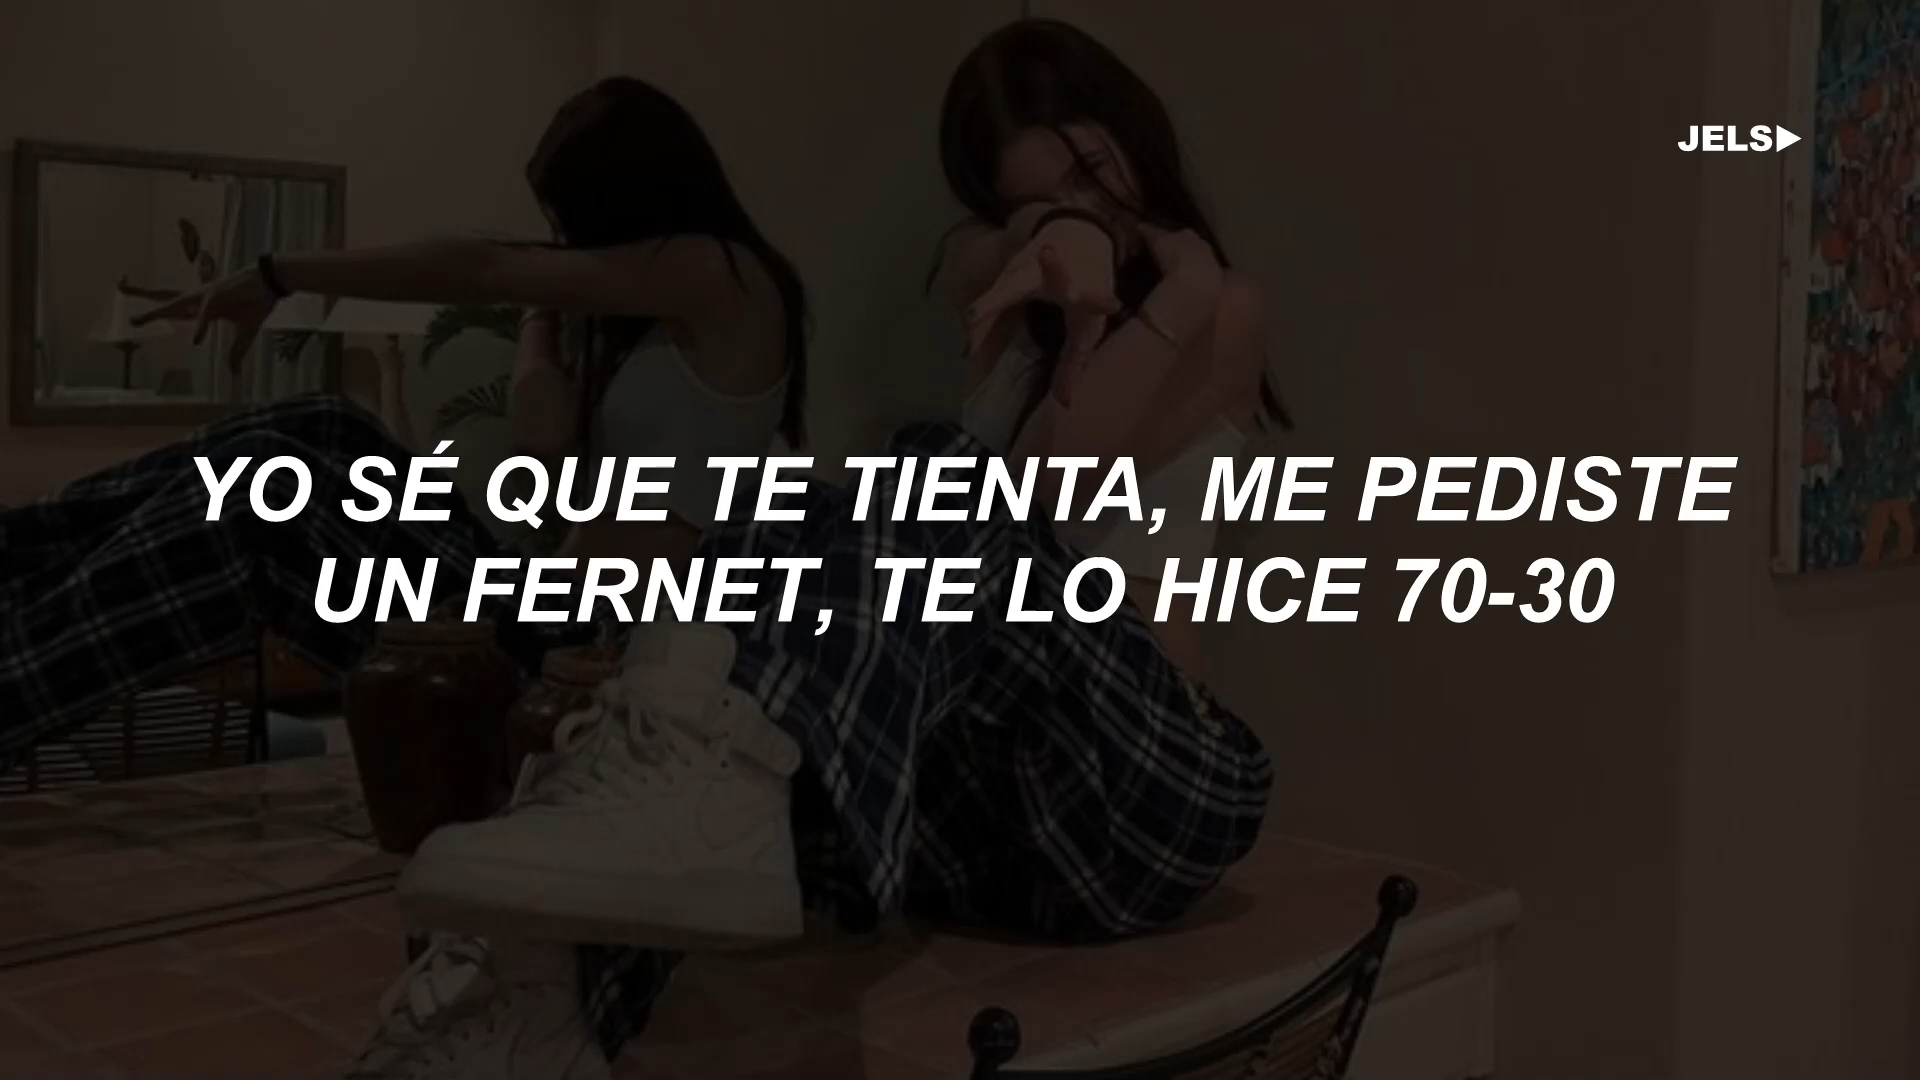 JELS
YO SÉ QUE TE TIENTA, ME PEDISTE
UN FERNET, TE LO HICE 70-30